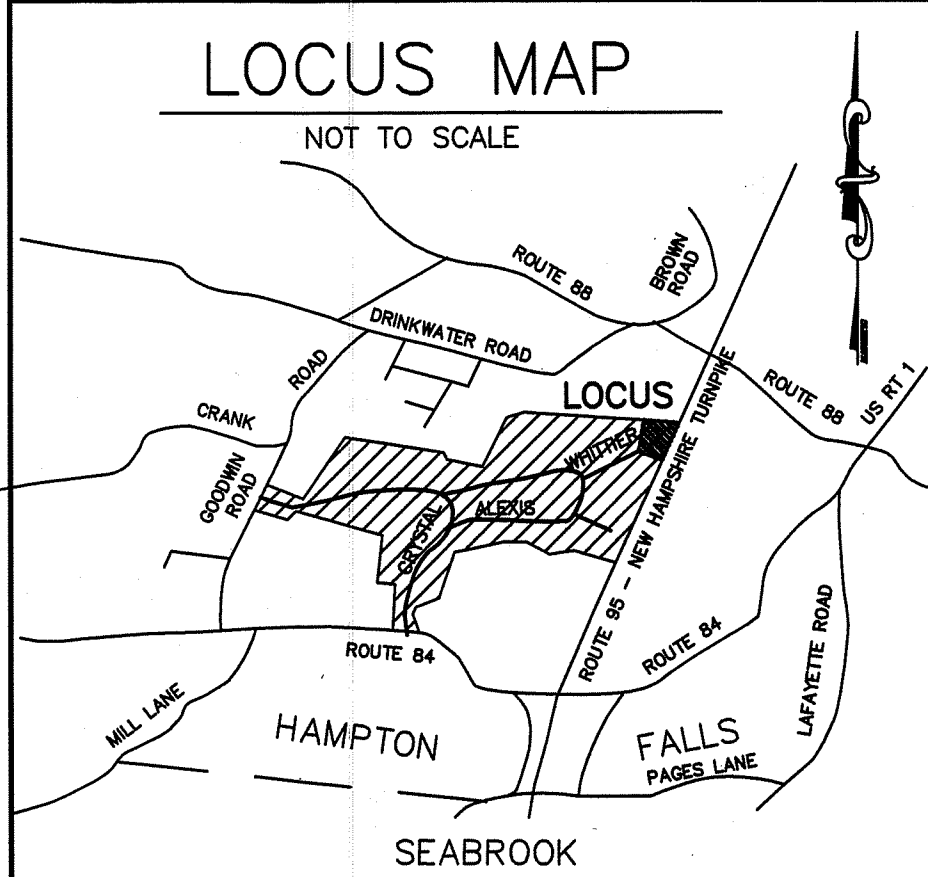 LOCUS MAP
NOT TO SCALE
ROUTE 88
BROWN
ROAD
DRINKWATER ROAD
ROAD
CRANK
LOCUS
ROUTE 88
US RT 1
WHITTIER
GOODWIN
ROAD
ALEXIS
CRYSTAL
ROUTE 95 - NEW HAMPSHIRE TURNPIKE
ROUTE 84
ROUTE 84
LAFAYETTE ROAD
MILL LANE
HAMPTON
FALLS
PAGES LANE
SEABROOK